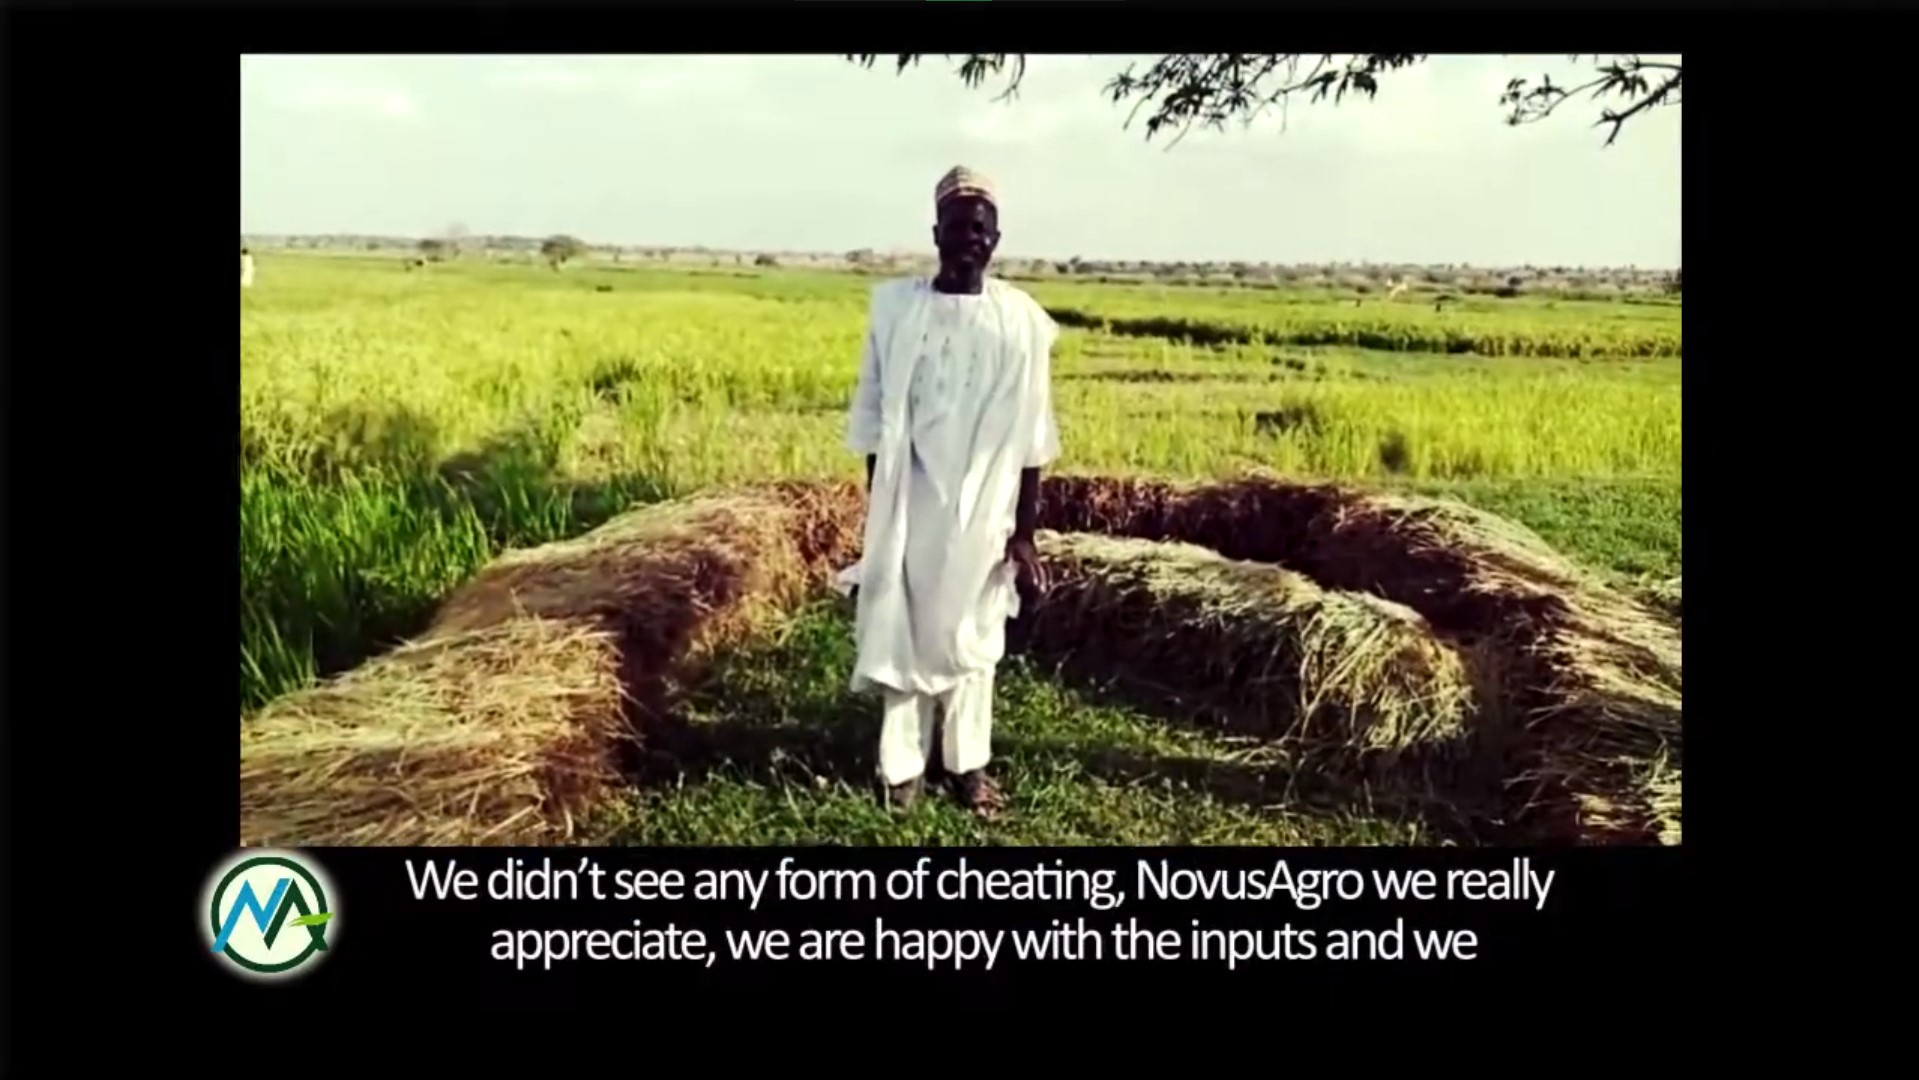 We didn’t see any form of cheating, NovusAgro we really
appreciate, we are happy with the inputs and we